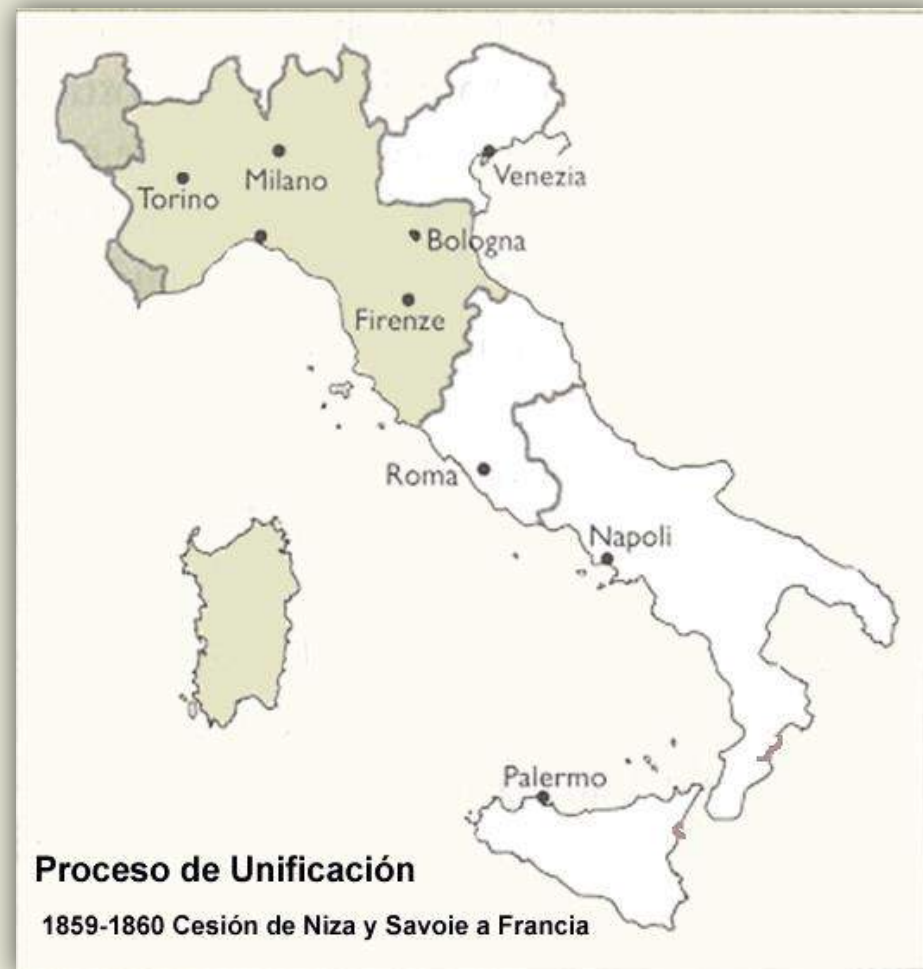 Milano
Torino
Venezia
Bologna
Firenze
Roma
Napoli
Palermo
Proceso de Unificación
1859-1860 Cesión de Niza y Savoie a Francia